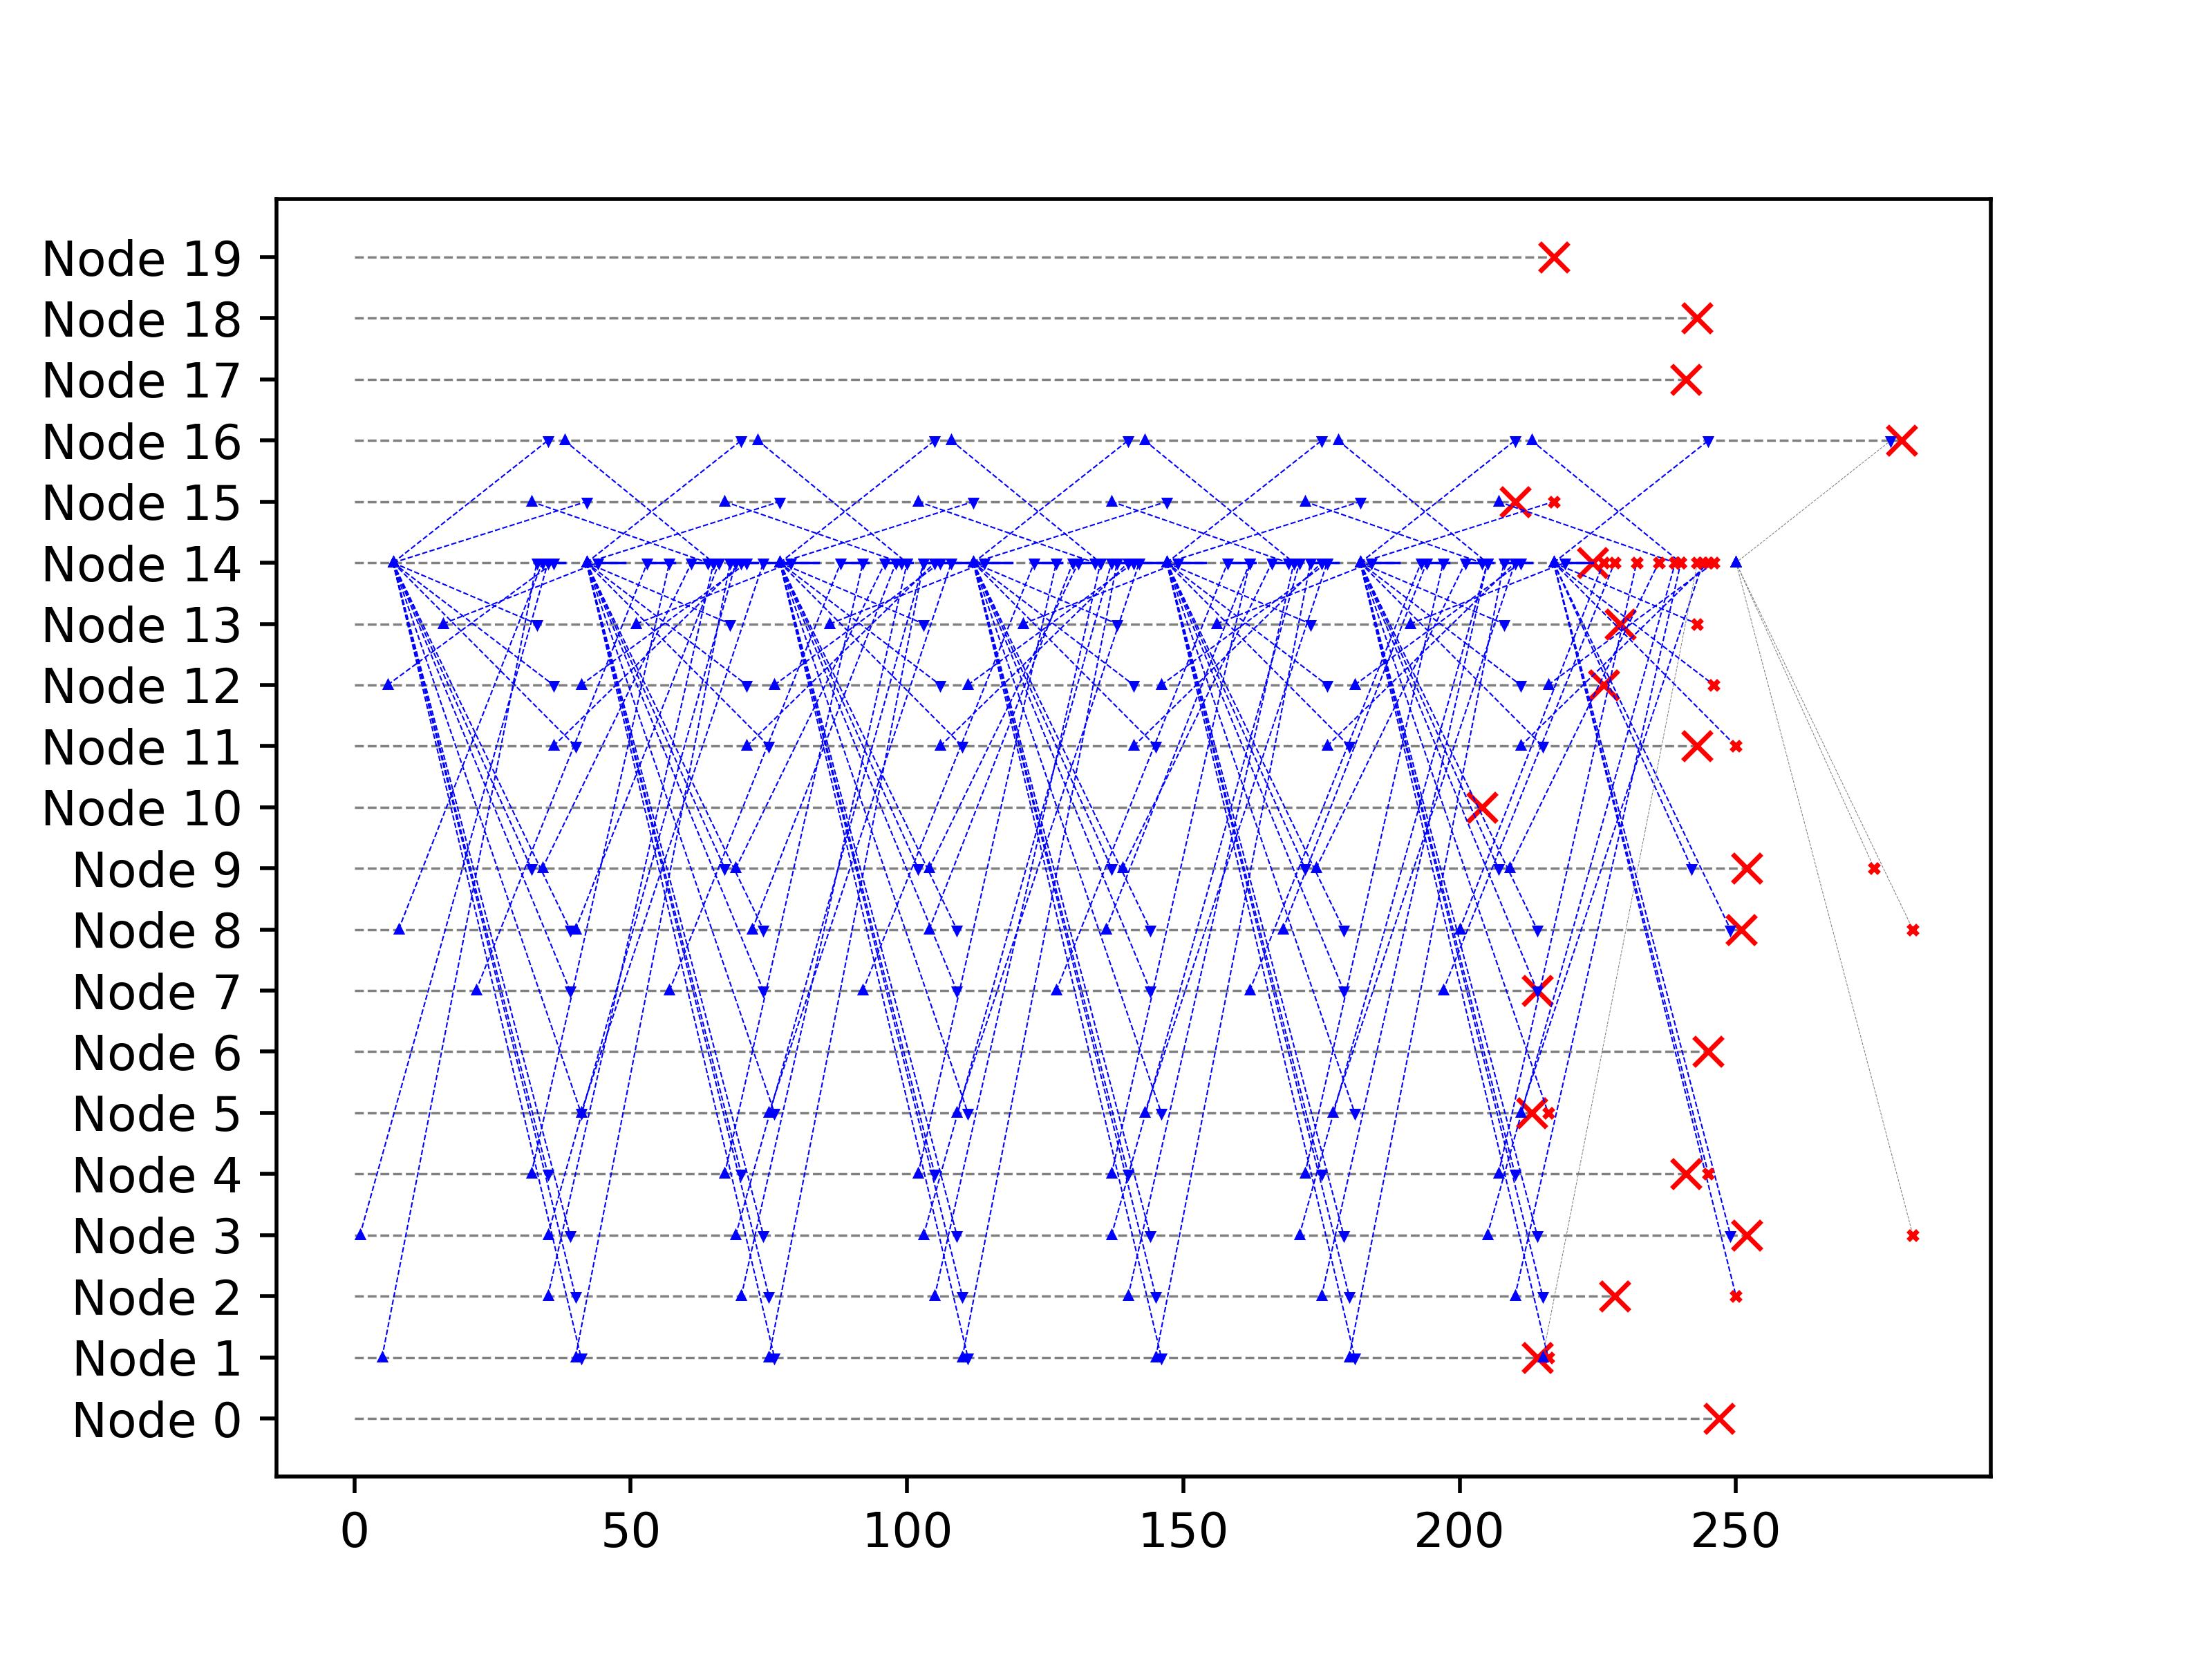 Node 19
Node 18
Node 17
Node 16
Node 15
Node 14
Node 13
Node 12
Node 11
Node 10
Node 9
Node 8
Node 7
Node 6
Node 5
Node 4
Node 3
Node 2
Node 1
Node 0
0 50 100 150 200 250